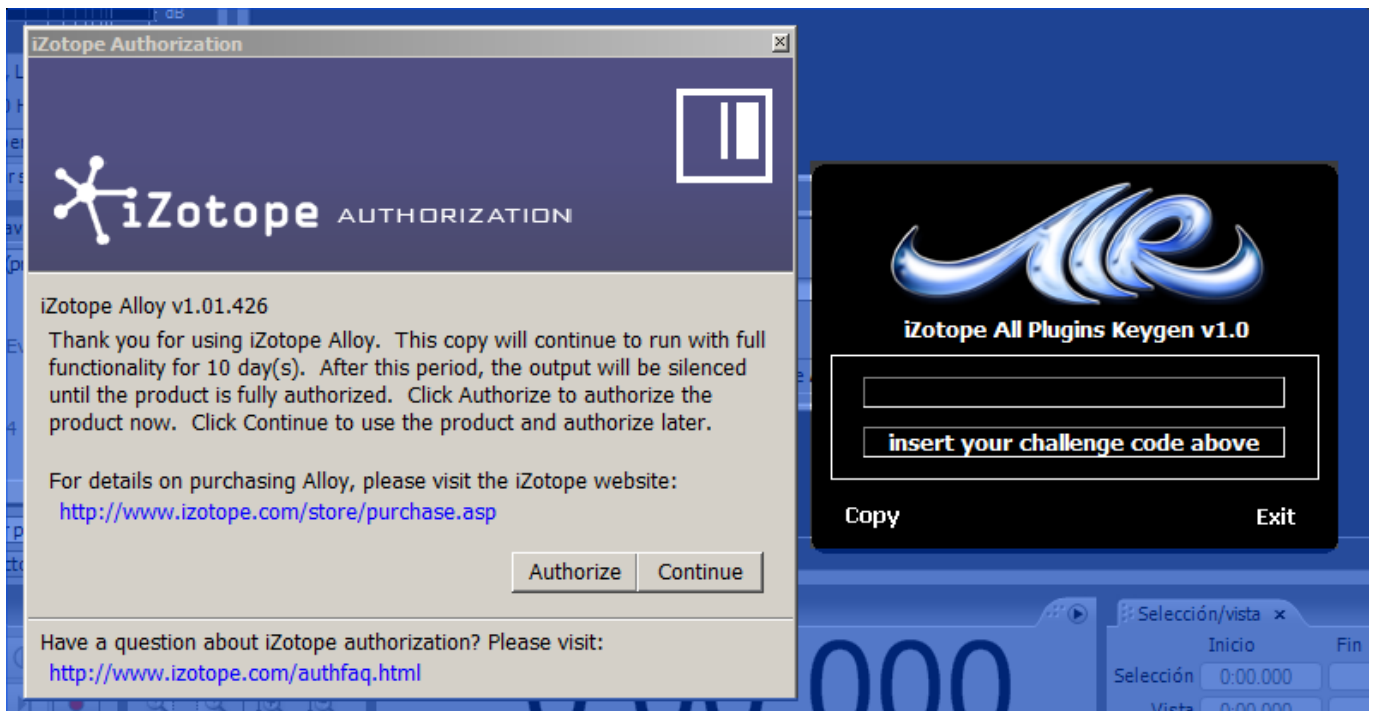 dB
iZotope Authorization
iZotope AUTHORIZATION
iZotope Alloy v1.01.426
Thank you for using iZotope Alloy. This copy will continue to run with full
functionality for 10 day(s). After this period, the output will be silenced
until the product is fully authorized. Click Authorize to authorize the
product now. Click Continue to use the product and authorize later.
For details on purchasing Alloy, please visit the iZotope website:
http://www.izotope.com/store/purchase.asp
Authorize Continue
Have a question about iZotope authorization? Please visit:
http://www.izotope.com/authfaq.html
iZotope All Plugins Keygen v1.0
insert your challenge code above
Copy Exit
Selección/vista
Inicio Fin
Selección 0:00.000
Vista 0:00.000